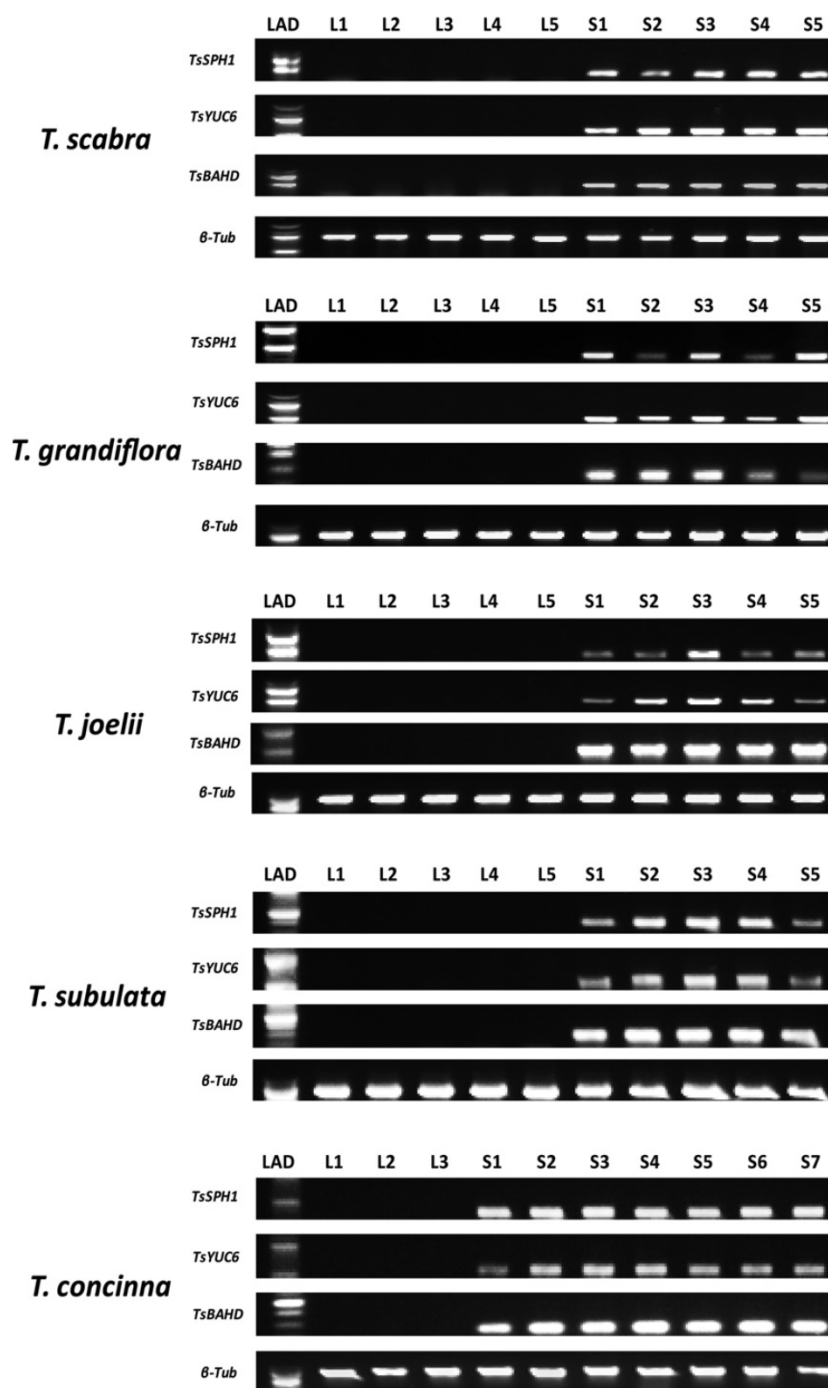 LAD L1 L2 L3 L4 L5 S1 S2 S3 S4 S5
TsSPH1
TsYUC6
T. scabra
TsBAHD
β-Tub
LAD L1 L2 L3 L4 L5 S1 S2 S3 S4 S5
TsSPH1
TsYUC6
T. grandiflora
TsBAHD
β-Tub
LAD L1 L2 L3 L4 L5 S1 S2 S3 S4 S5
TsSPH1
TsYUC6
T. joelii
TsBAHD
β-Tub
LAD L1 L2 L3 L4 L5 S1 S2 S3 S4 S5
TsSPH1
TsYUC6
T. subulata
TsBAHD
β-Tub
LAD L1 L2 L3 S1 S2 S3 S4 S5 S6 S7
TsSPH1
TsYUC6
T. concinna
TsBAHD
β-Tub